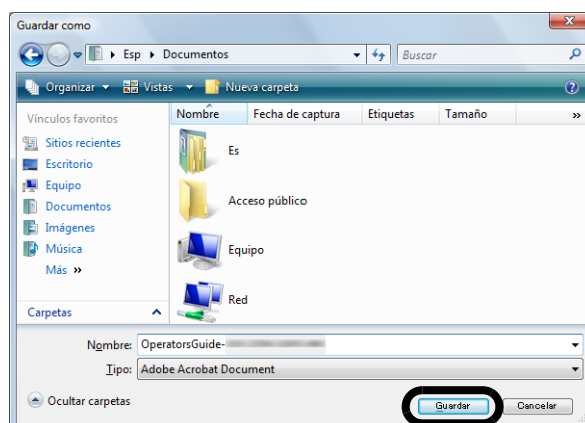 Guardar como
Esp Documentos Buscar
Organizar Vistas Nueva carpeta
Vínculos favoritos
Sitios recientes
Escritorio
Equipo
Documentos
Imágenes
Música
Más »
Carpetas
Nombre Fecha de captura Etiquetas Tamaño »
Es
Acceso público
Equipo
Red
Nombre: OperatorsGuide-
Tipo: Adobe Acrobat Document
Ocultar carpetas Guardar Cancelar